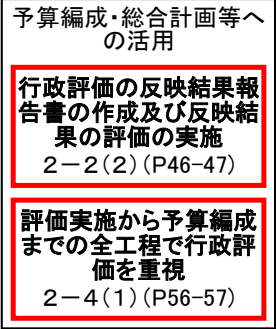 予算編成・総合計画等へ
の活用
行政評価の反映結果報
告書の作成及び反映結
果の評価の実施
２－２（２）（P46-47）
評価実施から予算編成
までの全工程で行政評
価を重視
２－４（１）（P56-57）